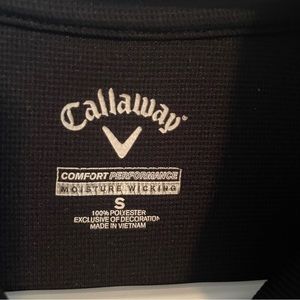 Callaway
COMFORT PERFORMANCE
MOISTURE WICKING
S
100% POLYESTER
EXCLUSIVE OF DECORATION
MADE IN VIETNAM